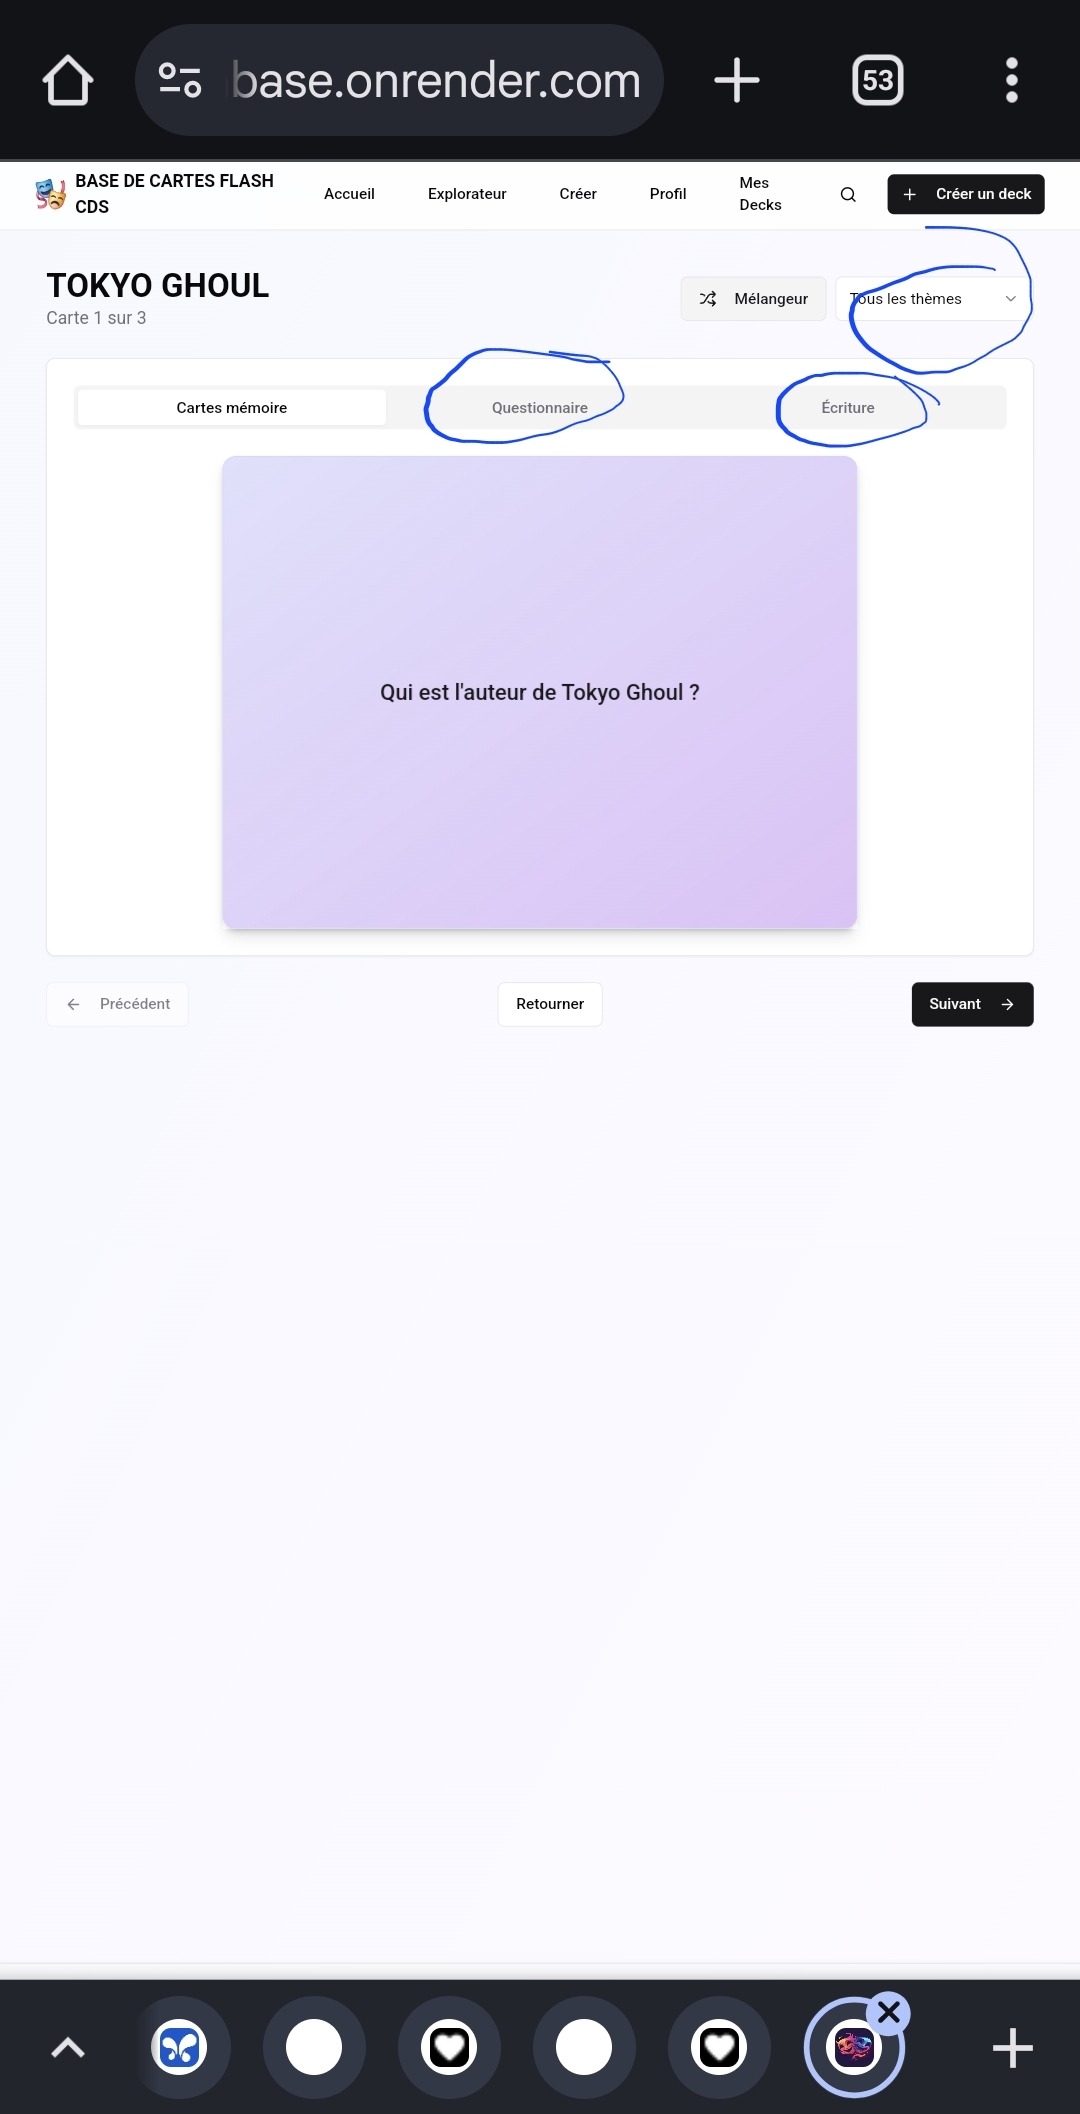 base.onrender.com
53
BASE DE CARTES FLASH
CDS
Accueil
Explorateur
Créer
Profil
Mes
Decks
Créer un deck
TOKYO GHOUL
Carte 1 sur 3
Mélangeur
Tous les thèmes
Cartes mémoire
Questionnaire
Écriture
Qui est l'auteur de Tokyo Ghoul ?
Précédent
Retourner
Suivant